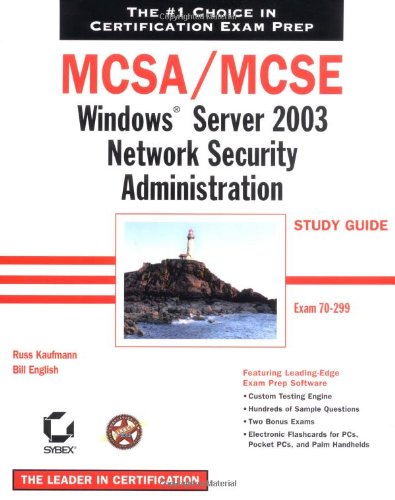 THE #1 CHOICE IN
CERTIFICATION EXAM PREP
MCSA/MCSE
Windows® Server 2003
Network Security
Administration
STUDY GUIDE
Exam 70-299
Russ Kaufmann
Bill English
Featuring Leading-Edge
Exam Prep Software
• Custom Testing Engine
• Hundreds of Sample Questions
• Two Bonus Exams
• Electronic Flashcards for PCs,
Pocket PCs, and Palm Handhelds
SYBEX®
THE LEADER IN CERTIFICATION